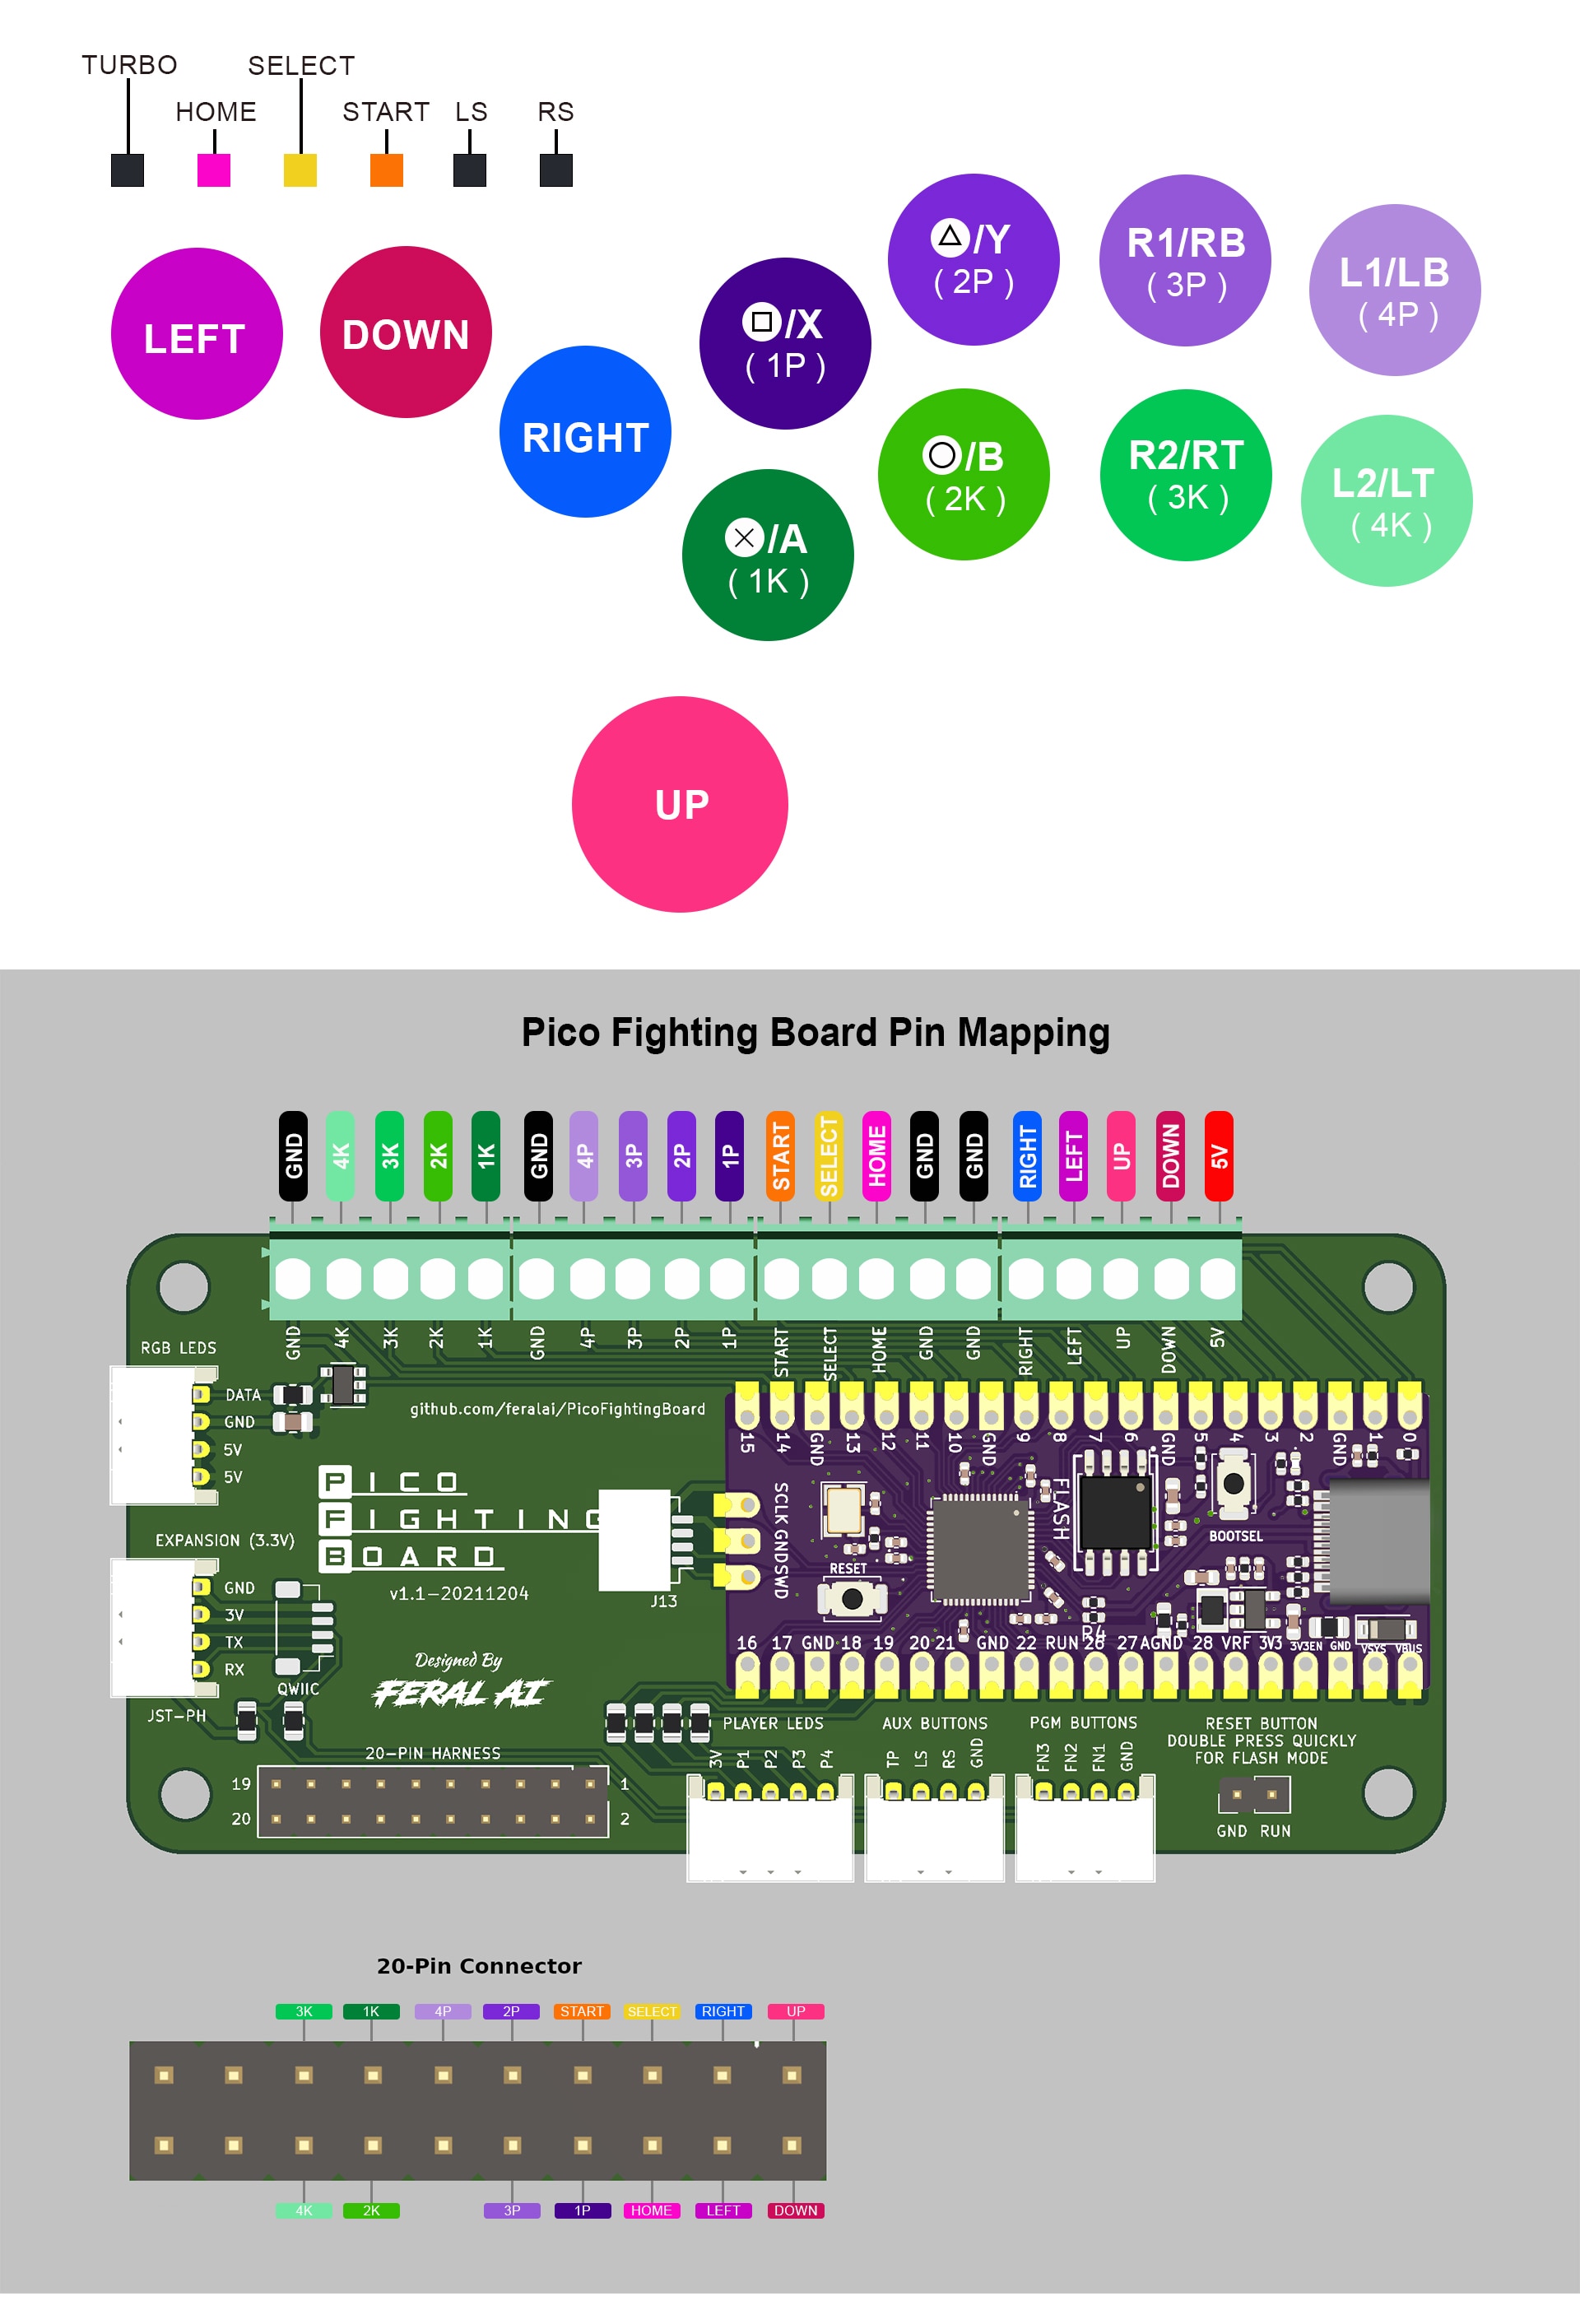 TURBO
SELECT
HOME
START
LS
RS
LEFT
DOWN
RIGHT
/X
( 1P )
/Y
( 2P )
R1/RB
( 3P )
L1/LB
( 4P )
/A
( 1K )
/B
( 2K )
R2/RT
( 3K )
L2/LT
( 4K )
UP
Pico Fighting Board Pin Mapping
GND 4K 3K 2K 1K GND 4P 3P 2P 1P START SELECT HOME GND GND RIGHT LEFT UP DOWN 5V
GND 4K 3K 2K 1K GND 4P 3P 2P 1P START SELECT HOME GND GND RIGHT LEFT UP DOWN 5V
RGB LEDS
DATA
GND
5V
5V
github.com/feralai/PicoFightingBoard
15 14 GND 13 12 11 10 GND 9 8 7 6 GND 5 4 3 2 GND 1 0
PICO
FIGHTING
BOARD
v1.1-20211204
J13
SCLK GND SWD
RESET
FLASH
BOOTSEL
R4
EXPANSION (3.3V)
GND
3V
TX
RX
QWIIC
JST-PH
Designed By
FERAL AI
16 17 GND 18 19 20 21 GND 22 RUN 26 27 AGND 28 VRF 3V3 3V3EN GND VSYS VBUS
20-PIN HARNESS
19 1
20 2
PLAYER LEDS
3V P1 P2 P3 P4
AUX BUTTONS
TP LS RS GND
PGM BUTTONS
FN3 FN2 FN1 GND
RESET BUTTON
DOUBLE PRESS QUICKLY
FOR FLASH MODE
GND RUN
20-Pin Connector
3K 1K 4P 2P START SELECT RIGHT UP
4K 2K 3P 1P HOME LEFT DOWN